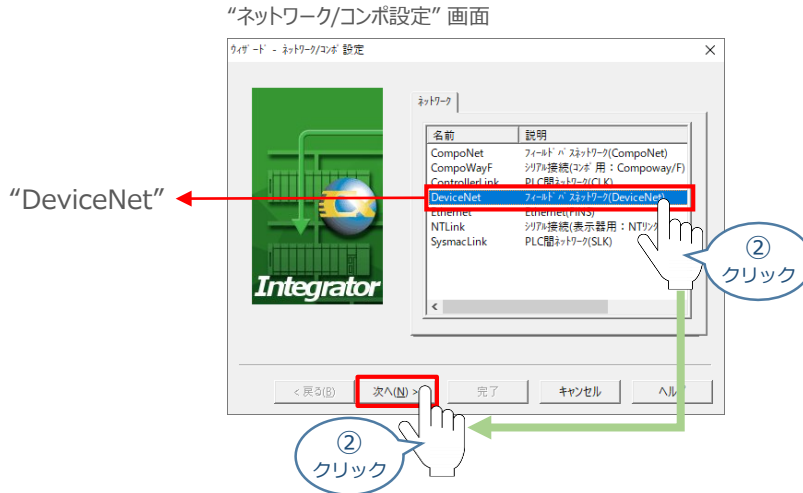 “ネットワーク/コンポ設定” 画面
ウィザード - ネットワーク/コンポ 設定
ネットワーク
名前 説明
CompoNet フィールドバスネットワーク(CompoNet)
CompoWayF シリアル接続(コンポ用：Compoway/F)
ControllerLink PLC間ネットワーク(CLK)
DeviceNet フィールドバスネットワーク(DeviceNet)
Ethernet Ethernet(FINS)
NTLink シリアル接続(表示器用：NTリンク
SysmacLink PLC間ネットワーク(SLK)
“DeviceNet”
Integrator
②
クリック
< 戻る(B) 次へ(N) > 完了 キャンセル ヘル
②
クリック